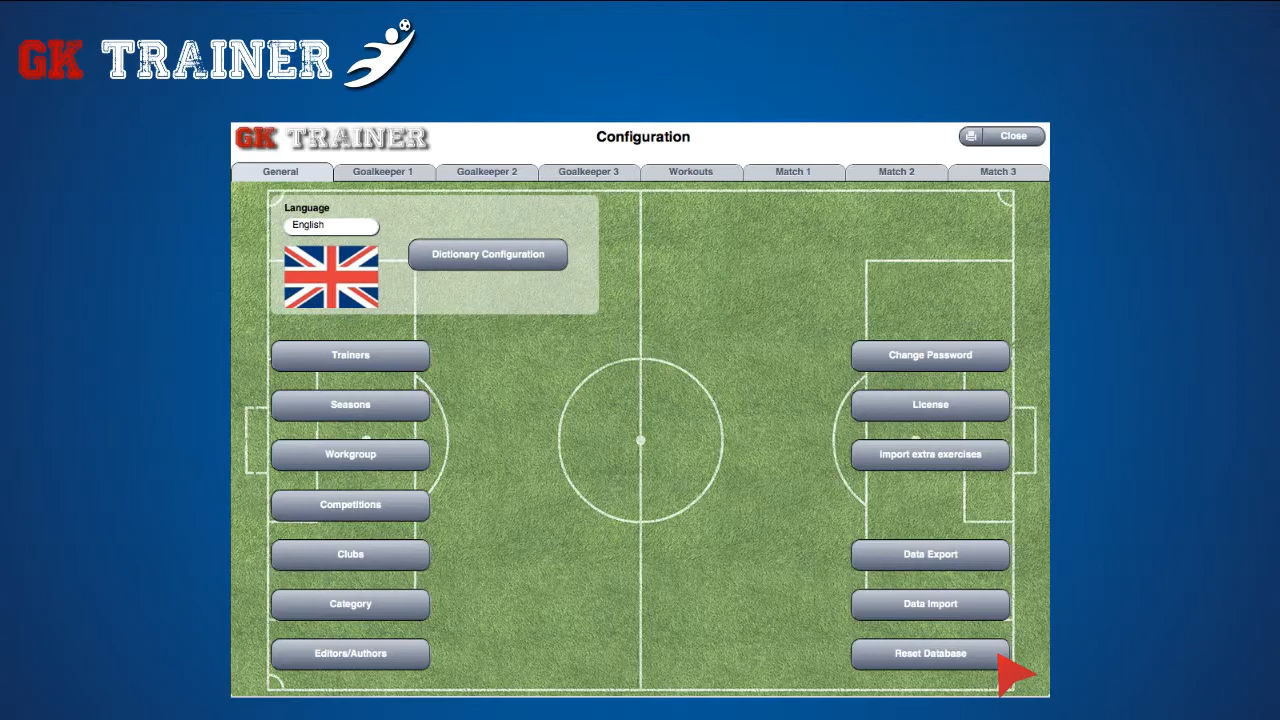 GK TRAINER
GK TRAINER
Configuration
Close
General
Goalkeeper 1
Goalkeeper 2
Goalkeeper 3
Workouts
Match 1
Match 2
Match 3
Language
English
Dictionary Configuration
Trainers
Seasons
Workgroup
Competitions
Clubs
Category
Editors/Authors
Change Password
License
Import extra exercises
Data Export
Data Import
Reset Database